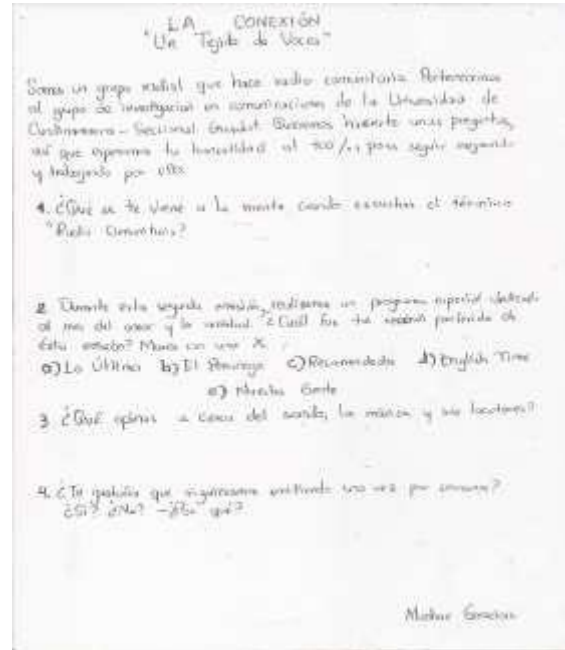 LA CONEXIÓN
"Un Tejido de Voces"
Somos un grupo radial que hace radio comunitaria. Pertenecemos
al grupo de investigación en comunicaciones de la Universidad de
Cundinamarca - Seccional Girardot. Queremos hacerte unas preguntas,
así que esperamos tu honestidad al 100% para seguir mejorando
y trabajando por ello.
1. ¿Qué se te viene a la mente cuando escuchas el término
"Radio Comunitaria?
2. Durante esta segunda emisión, realizamos un programa especial dedicado
al mes del amor y la amistad. ¿Cuál fue tu sección preferida de
esta emisión? Marca con una X.
a) Lo Último b) El Personaje c) Recomendados d) English Time
e) Nuestra Gente
3. ¿Qué opinas a cerca del sonido, la música y los locutores?
4. ¿Te gustaría que siguiéramos emitiendo una vez por semana?
¿Sí? ¿No? - ¿Por qué?
Muchas Gracias